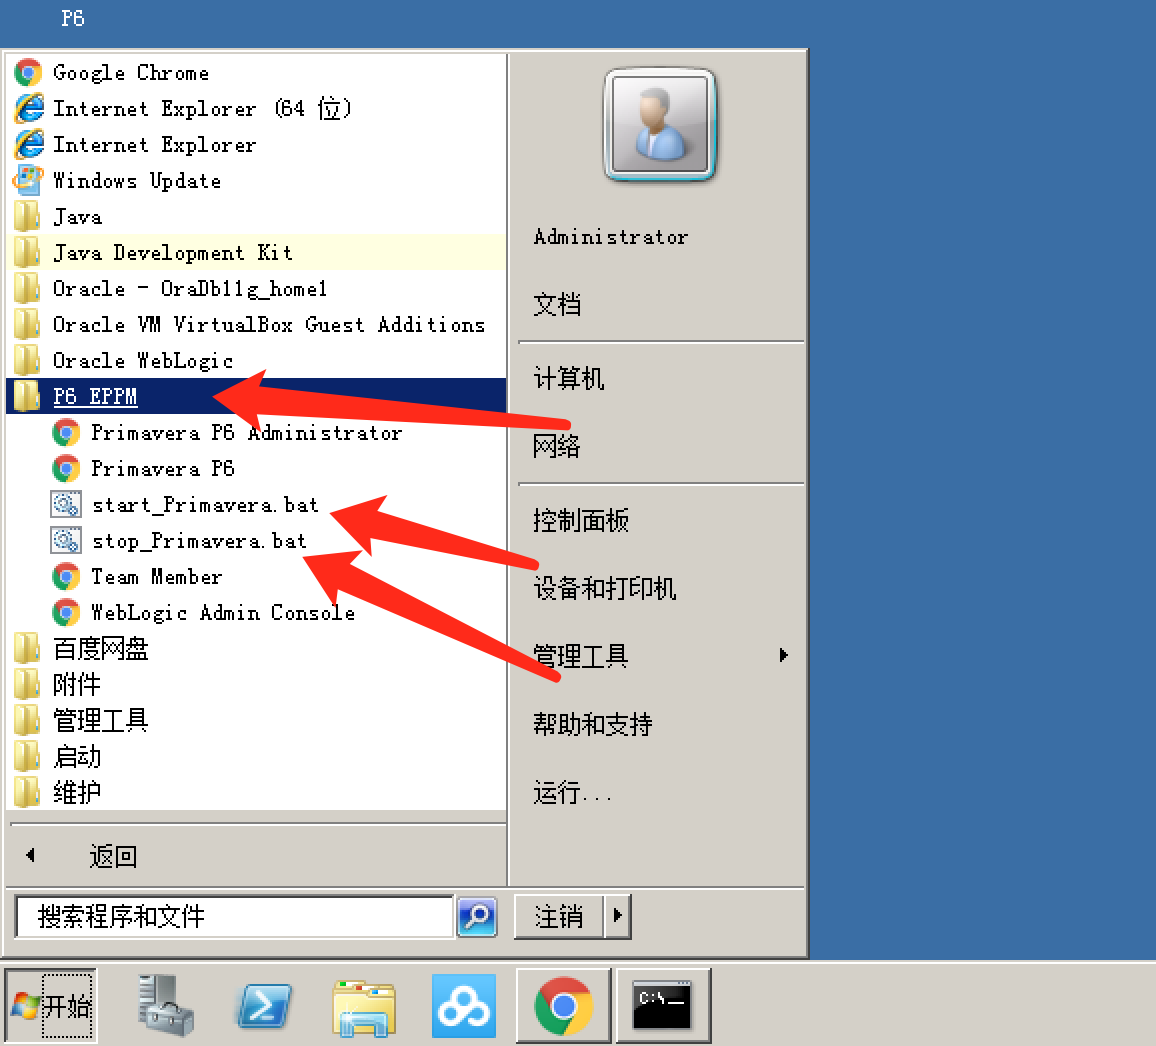 P6
Google Chrome
Internet Explorer (64 位)
Internet Explorer
Windows Update
Java
Java Development Kit
Oracle - OraDb11g_home1
Oracle VM VirtualBox Guest Additions
Oracle WebLogic
P6 EPPM
Primavera P6 Administrator
Primavera P6
start_Primavera.bat
stop_Primavera.bat
Team Member
WebLogic Admin Console
百度网盘
附件
管理工具
启动
维护
返回
搜索程序和文件
Administrator
文档
计算机
网络
控制面板
设备和打印机
管理工具
帮助和支持
运行...
注销
开始
C:\_